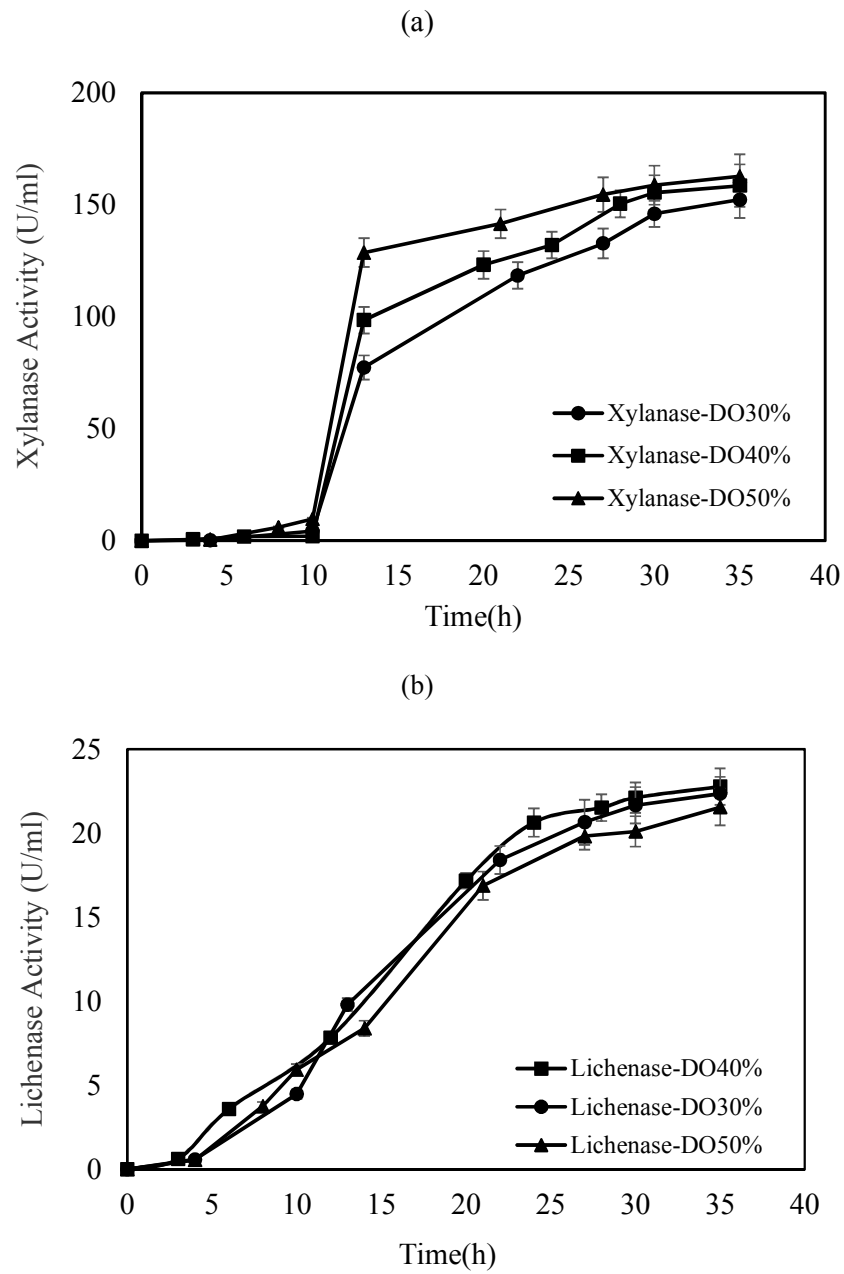 (a)
200
150
100
50
0
Xylanase Activity (U/ml)
Xylanase-DO30%
Xylanase-DO40%
Xylanase-DO50%
0 5 10 15 20 25 30 35 40
Time(h)
(b)
25
20
15
10
5
0
Lichenase Activity (U/ml)
Lichenase-DO40%
Lichenase-DO30%
Lichenase-DO50%
0 5 10 15 20 25 30 35 40
Time(h)